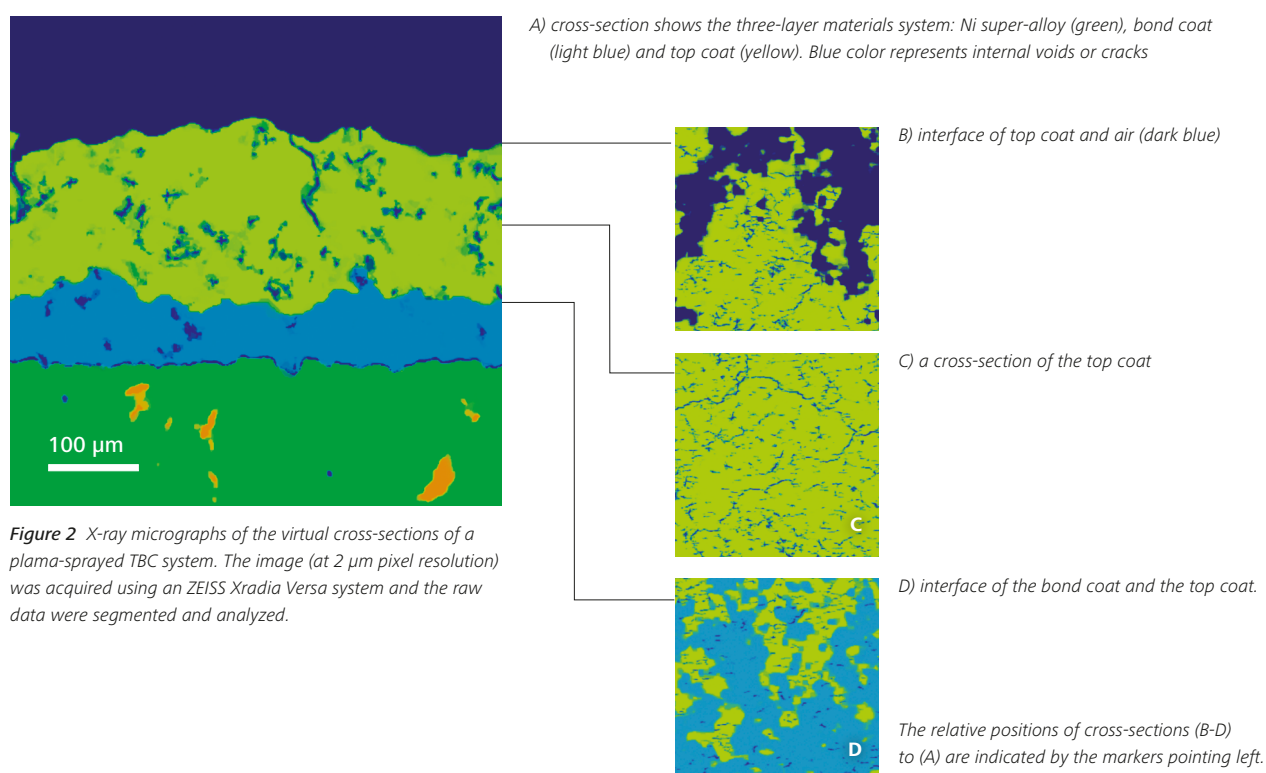 A) cross-section shows the three-layer materials system: Ni super-alloy (green), bond coat
(light blue) and top coat (yellow). Blue color represents internal voids or cracks
B) interface of top coat and air (dark blue)
C) a cross-section of the top coat
100 µm
C
Figure 2 X-ray micrographs of the virtual cross-sections of a
plama-sprayed TBC system. The image (at 2 µm pixel resolution)
was acquired using an ZEISS Xradia Versa system and the raw
data were segmented and analyzed.
D) interface of the bond coat and the top coat.
D
The relative positions of cross-sections (B-D)
to (A) are indicated by the markers pointing left.